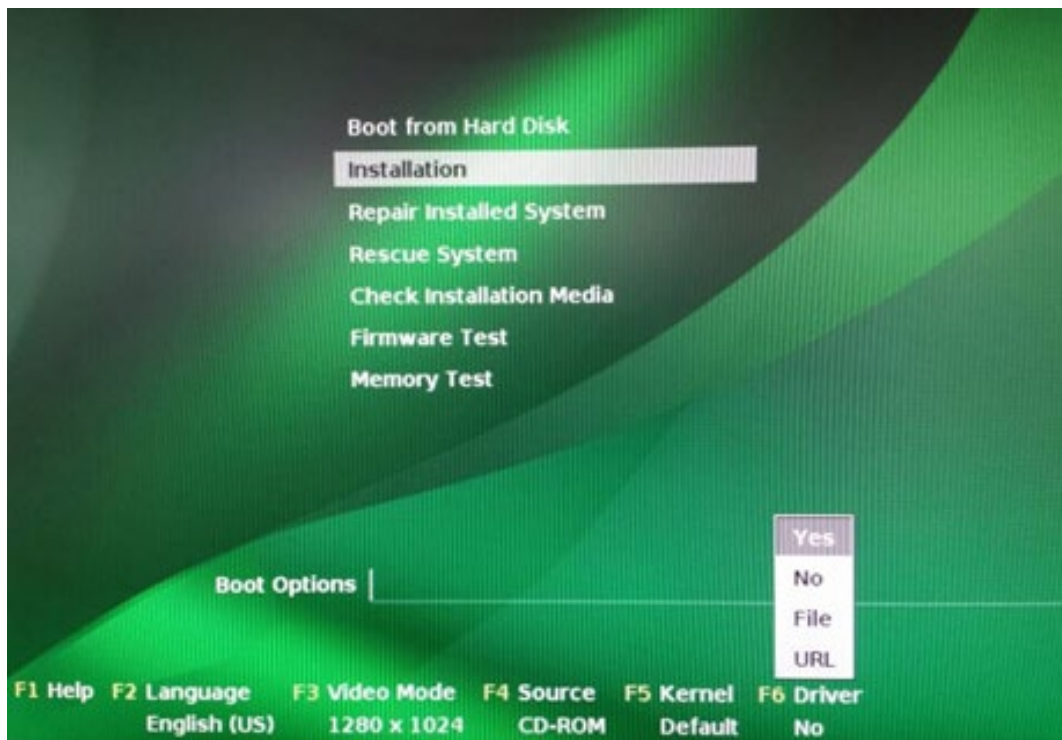 Boot from Hard Disk
Installation
Repair Installed System
Rescue System
Check Installation Media
Firmware Test
Memory Test
Yes
No
File
URL
Boot Options
F1 Help F2 Language F3 Video Mode F4 Source F5 Kernel F6 Driver
English (US) 1280 x 1024 CD-ROM Default No